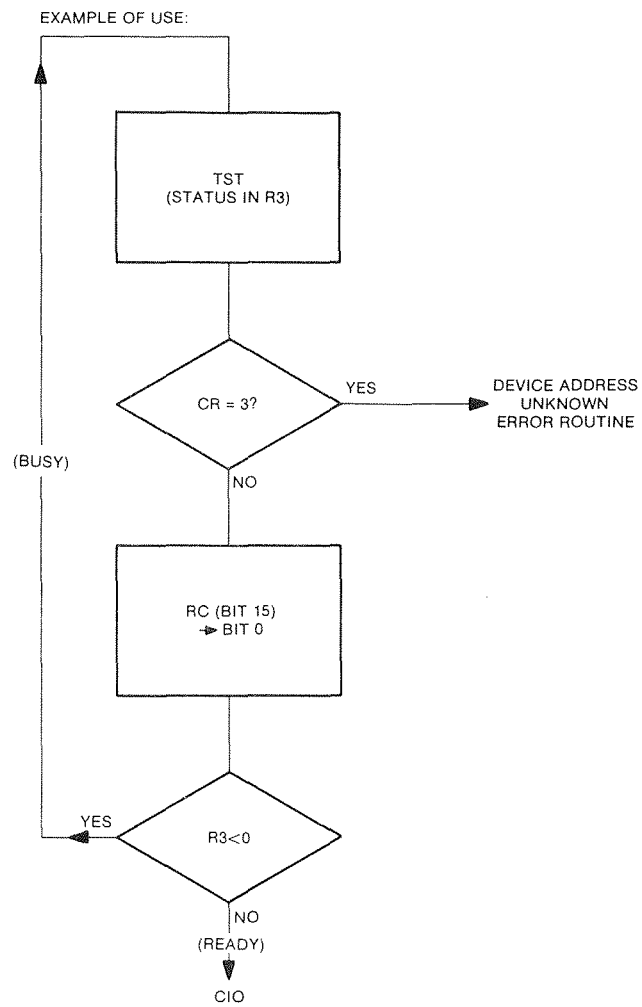 EXAMPLE OF USE:
TST
(STATUS IN R3)
CR = 3?
YES
DEVICE ADDRESS
UNKNOWN
ERROR ROUTINE
(BUSY)
NO
RC (BIT 15)
→ BIT 0
YES
R3<0
NO
(READY)
CIO